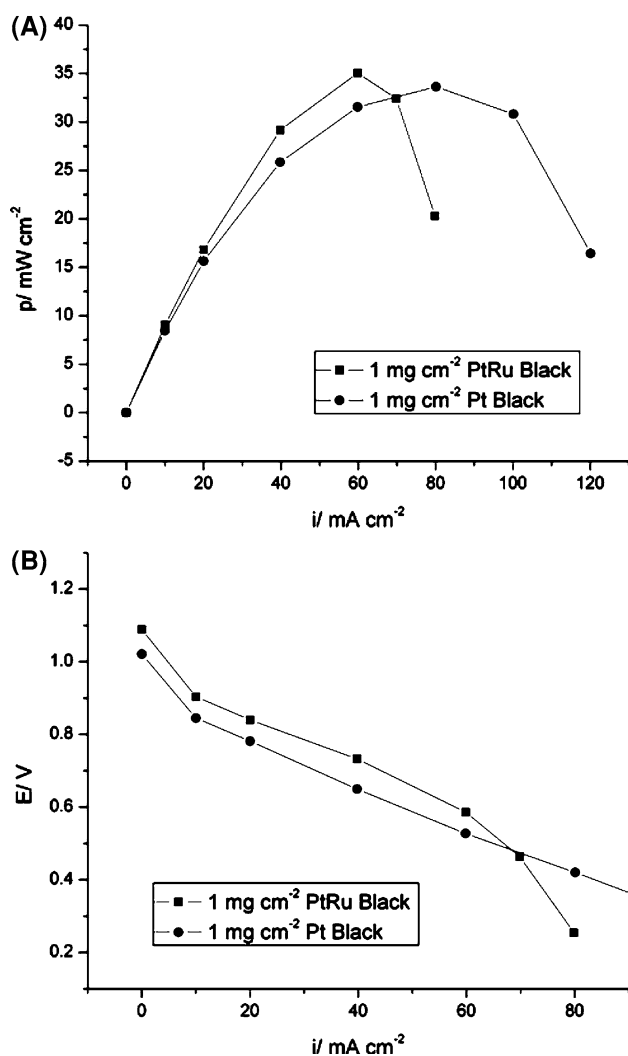 (A)
40
35
30
25
20
15
10
5
0
-5
p/ mW cm⁻²
1 mg cm⁻² PtRu Black
1 mg cm⁻² Pt Black
0 20 40 60 80 100 120
i/ mA cm⁻²
(B)
1.2
1.0
0.8
0.6
0.4
0.2
E/ V
1 mg cm⁻² PtRu Black
1 mg cm⁻² Pt Black
0 20 40 60 80
i/ mA cm⁻²